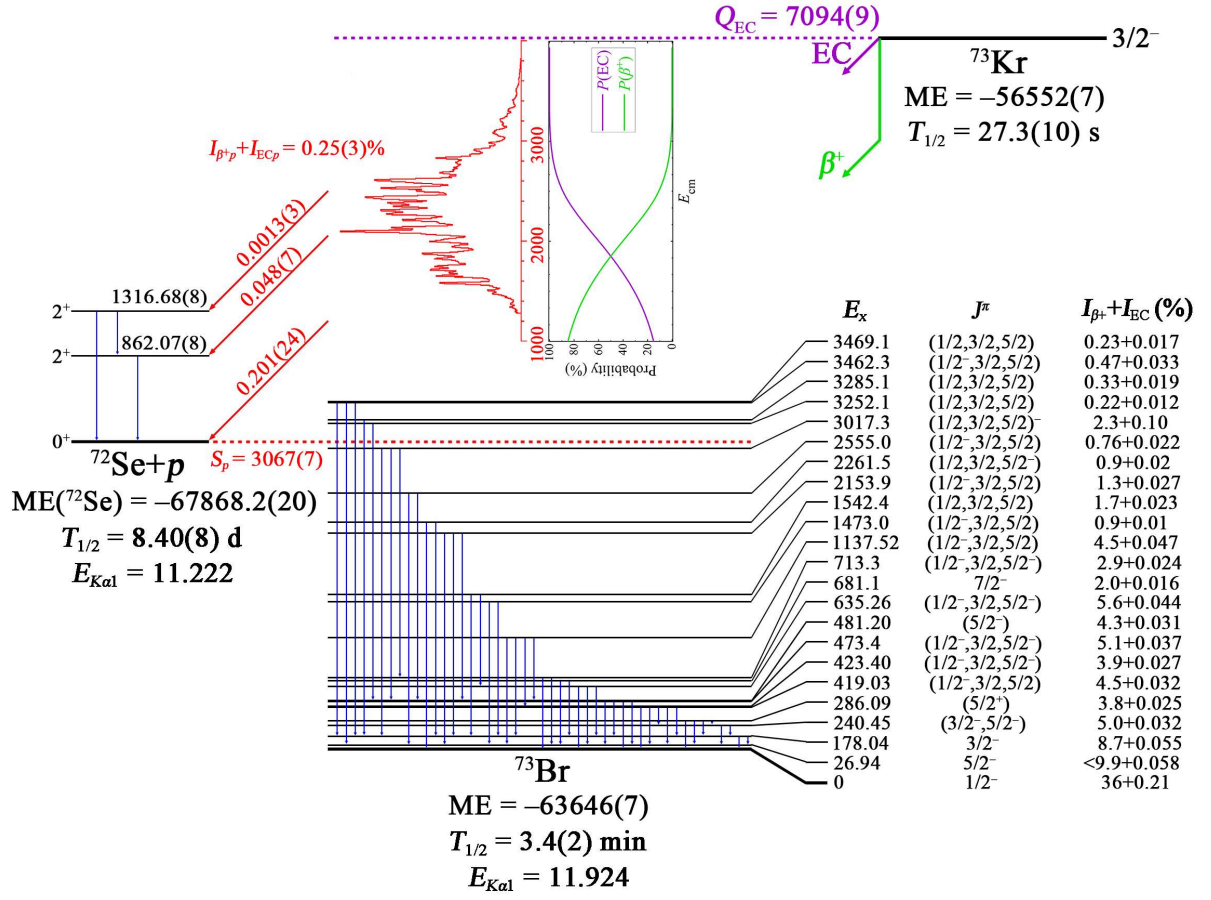 Q_EC = 7094(9)
EC
3/2⁻
⁷³Kr
ME = –56552(7)
T₁/₂ = 27.3(10) s
β⁺
I_β⁺p+I_ECp = 0.25(3)%
1000
2000
3000
E_cm
P(EC)
P(β⁺)
Probability (%)
100
80
60
40
20
0
0.0013(3)
0.048(7)
0.201(24)
2⁺
1316.68(8)
2⁺
862.07(8)
0⁺
⁷²Se+p
S_p = 3067(7)
ME(⁷²Se) = –67868.2(20)
T₁/₂ = 8.40(8) d
E_Kα1 = 11.222
E_x J^π I_β++I_EC (%)
3469.1 (1/2,3/2,5/2) 0.23+0.017
3462.3 (1/2⁻,3/2,5/2) 0.47+0.033
3285.1 (1/2,3/2,5/2) 0.33+0.019
3252.1 (1/2,3/2,5/2) 0.22+0.012
3017.3 (1/2,3/2,5/2)⁻ 2.3+0.10
2555.0 (1/2⁻,3/2,5/2) 0.76+0.022
2261.5 (1/2,3/2,5/2⁻) 0.9+0.02
2153.9 (1/2⁻,3/2,5/2) 1.3+0.027
1542.4 (1/2,3/2,5/2) 1.7+0.023
1473.0 (1/2⁻,3/2,5/2) 0.9+0.01
1137.52 (1/2⁻,3/2,5/2) 4.5+0.047
713.3 (1/2⁻,3/2,5/2⁻) 2.9+0.024
681.1 7/2⁻ 2.0+0.016
635.26 (1/2⁻,3/2,5/2⁻) 5.6+0.044
481.20 (5/2⁻) 4.3+0.031
473.4 (1/2⁻,3/2,5/2⁻) 5.1+0.037
423.40 (1/2⁻,3/2,5/2⁻) 3.9+0.027
419.03 (1/2⁻,3/2,5/2) 4.5+0.032
286.09 (5/2⁺) 3.8+0.025
240.45 (3/2⁻,5/2⁻) 5.0+0.032
178.04 3/2⁻ 8.7+0.055
26.94 5/2⁻ <9.9+0.058
0 1/2⁻ 36+0.21
⁷³Br
ME = –63646(7)
T₁/₂ = 3.4(2) min
E_Kα1 = 11.924